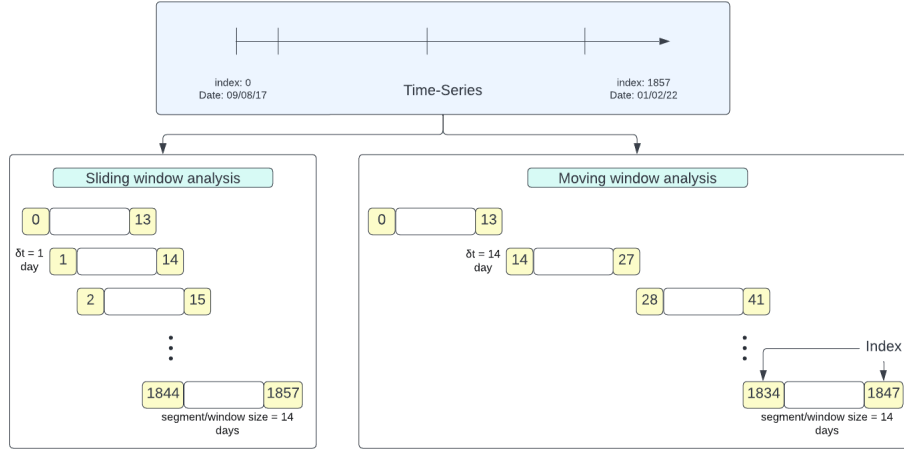 index: 0
Date: 09/08/17
Time-Series
index: 1857
Date: 01/02/22
Sliding window analysis
0 13
δt = 1
day
1 14
2 15
1844 1857
segment/window size = 14
days
Moving window analysis
0 13
δt = 14
day
14 27
28 41
Index
1834 1847
segment/window size = 14
days